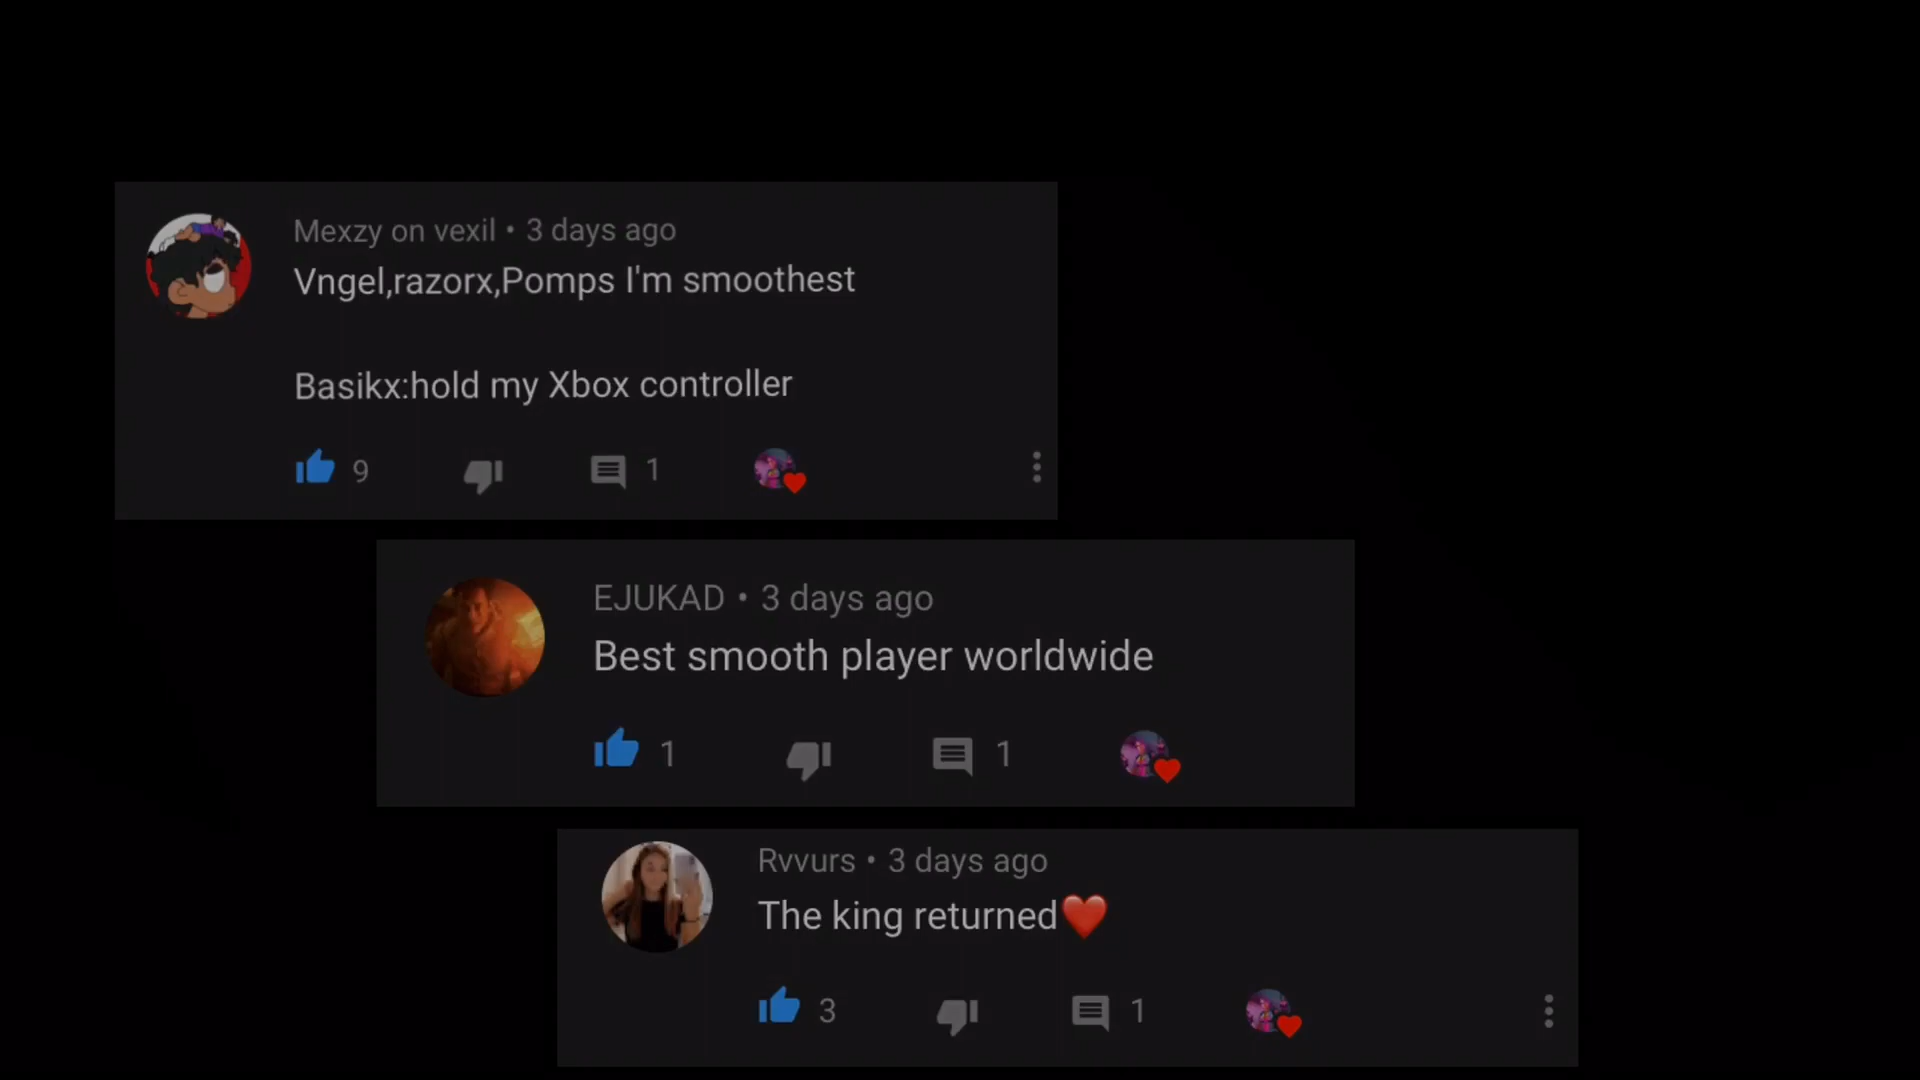 Mexzy on vexil • 3 days ago
Vngel,razorx,Pomps I'm smoothest
Basikx:hold my Xbox controller
9 1
EJUKAD • 3 days ago
Best smooth player worldwide
1 1
Rvvurs • 3 days ago
The king returned❤️
3 1